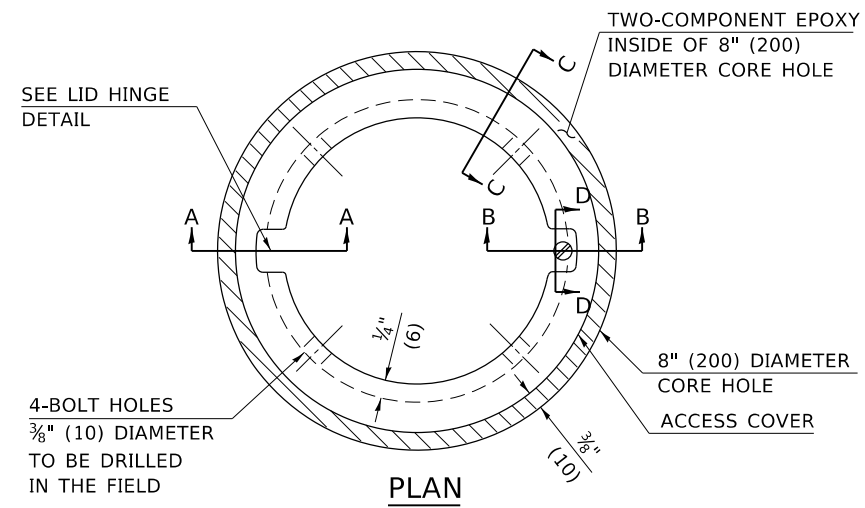 TWO-COMPONENT EPOXY
INSIDE OF 8" (200)
DIAMETER CORE HOLE
SEE LID HINGE
DETAIL
C
C
A
A
B
B
D
D
1/4"
(6)
8" (200) DIAMETER
CORE HOLE
ACCESS COVER
4-BOLT HOLES
3/8" (10) DIAMETER
TO BE DRILLED
IN THE FIELD
3/8"
(10)
PLAN